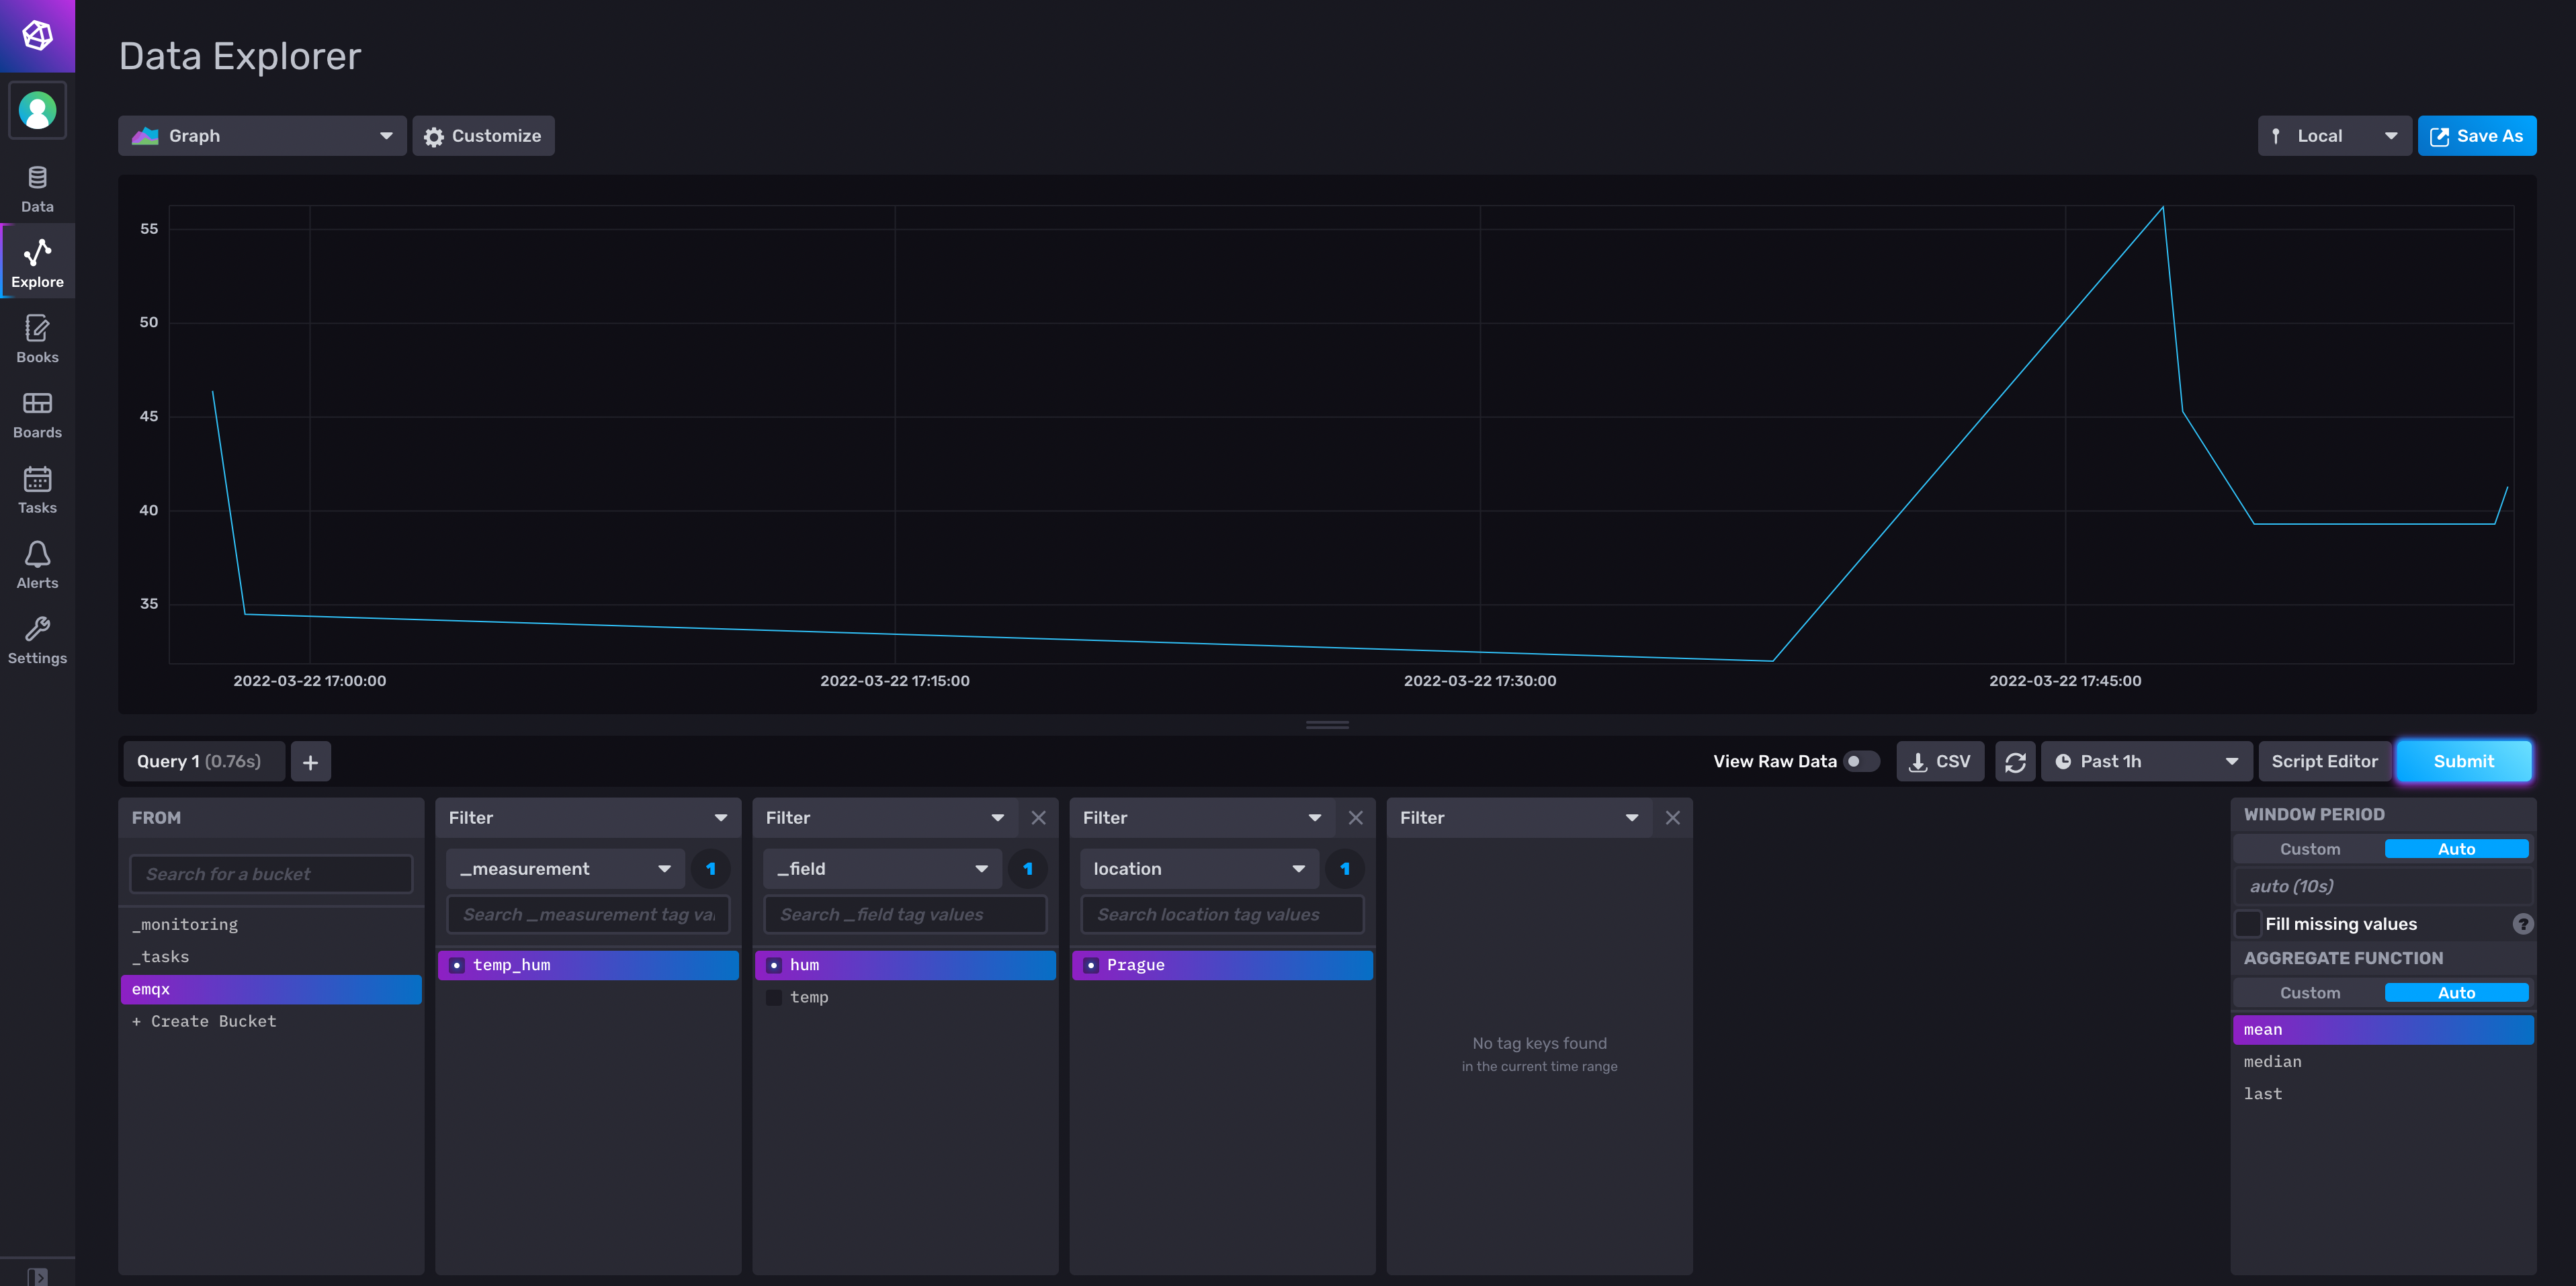 Data Explorer
Graph
Customize
Local
Save As
Data
Explore
Books
Boards
Tasks
Alerts
Settings
55
50
45
40
35
2022-03-22 17:00:00
2022-03-22 17:15:00
2022-03-22 17:30:00
2022-03-22 17:45:00
Query 1 (0.76s)
+
View Raw Data
CSV
Past 1h
Script Editor
Submit
FROM
Search for a bucket
_monitoring
_tasks
emqx
+ Create Bucket
Filter
_measurement
1
Search _measurement tag va
temp_hum
Filter
_field
1
Search _field tag values
hum
temp
Filter
location
1
Search location tag values
Prague
Filter
No tag keys found
in the current time range
WINDOW PERIOD
Custom
Auto
auto (10s)
Fill missing values
?
AGGREGATE FUNCTION
Custom
Auto
mean
median
last